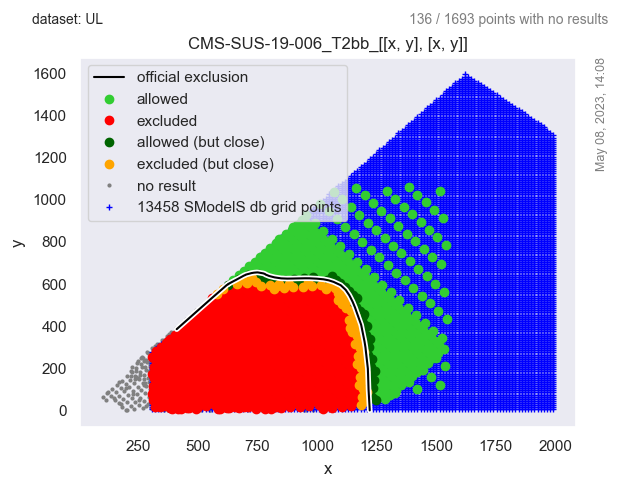 dataset: UL
136 / 1693 points with no results
CMS-SUS-19-006_T2bb_[[x, y], [x, y]]
official exclusion
allowed
excluded
allowed (but close)
excluded (but close)
no result
13458 SModelS db grid points
May 08, 2023, 14:08
y
1600
1400
1200
1000
800
600
400
200
0
250
500
750
1000
1250
1500
1750
2000
x